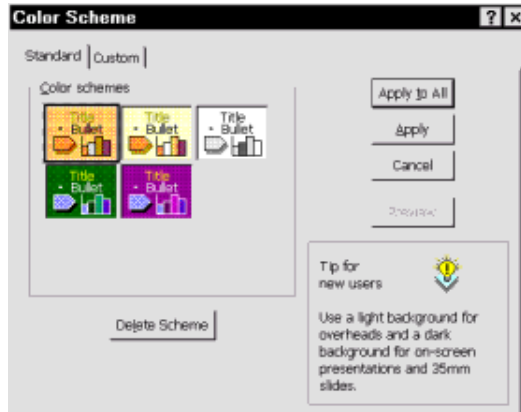 Color Scheme
Standard
Custom
Color schemes
Title
Bullet
Title
Bullet
Title
Bullet
Title
Bullet
Title
Bullet
Delete Scheme
Apply to All
Apply
Cancel
Preview
Tip for
new users
Use a light background for
overheads and a dark
background for on-screen
presentations and 35mm
slides.